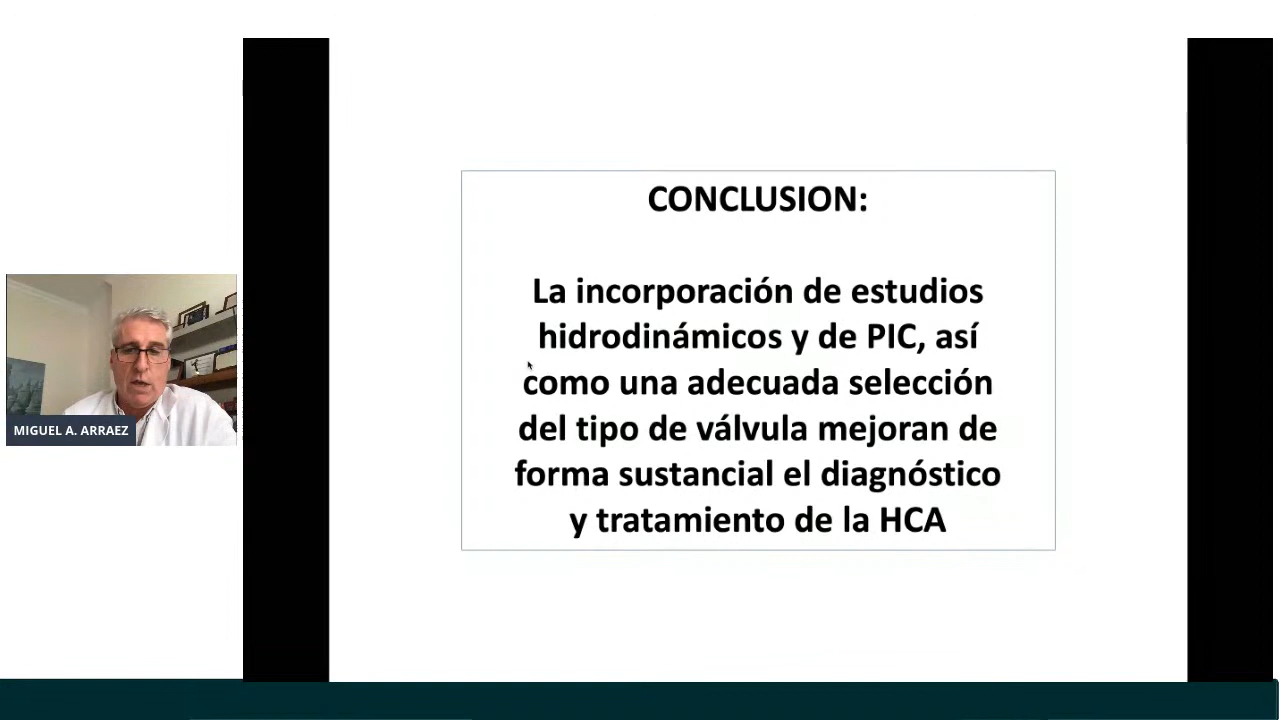 CONCLUSION:
La incorporación de estudios
hidrodinámicos y de PIC, así
como una adecuada selección
del tipo de válvula mejoran de
forma sustancial el diagnóstico
y tratamiento de la HCA
MIGUEL A. ARRAEZ